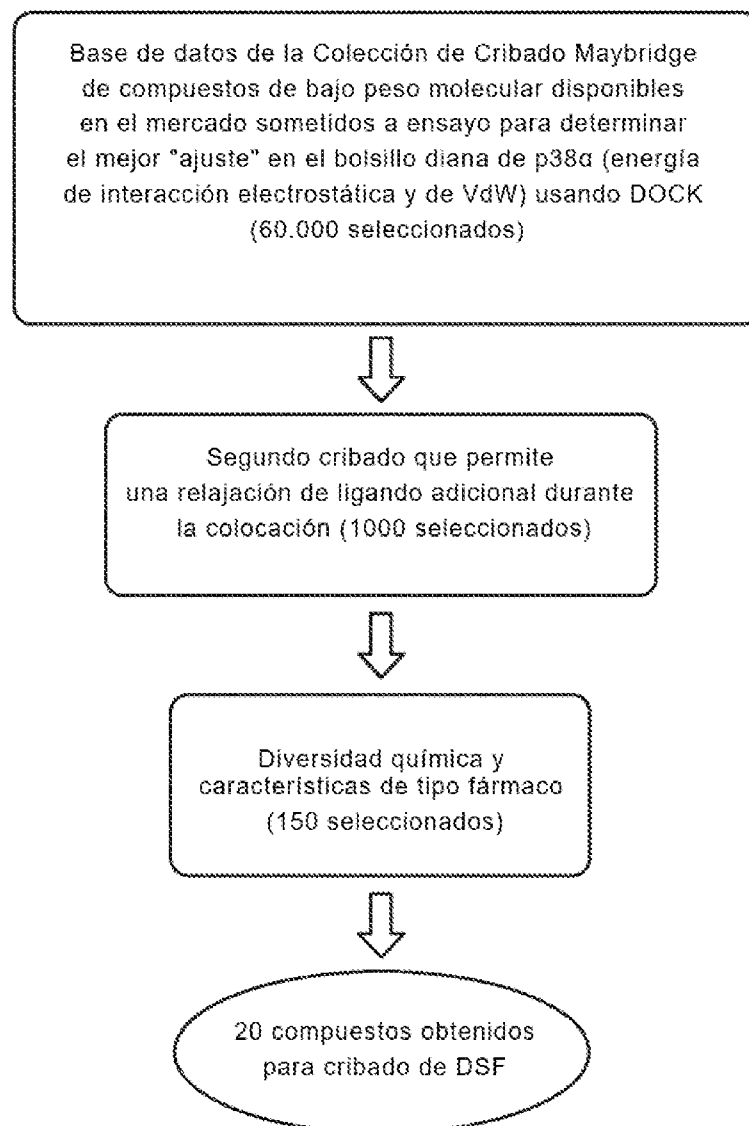 Base de datos de la Colección de Cribado Maybridge
de compuestos de bajo peso molecular disponibles
en el mercado sometidos a ensayo para determinar
el mejor "ajuste" en el bolsillo diana de p38α (energía
de interacción electrostática y de VdW) usando DOCK
(60.000 seleccionados)
Segundo cribado que permite
una relajación de ligando adicional durante
la colocación (1000 seleccionados)
Diversidad química y
características de tipo fármaco
(150 seleccionados)
20 compuestos obtenidos
para cribado de DSF